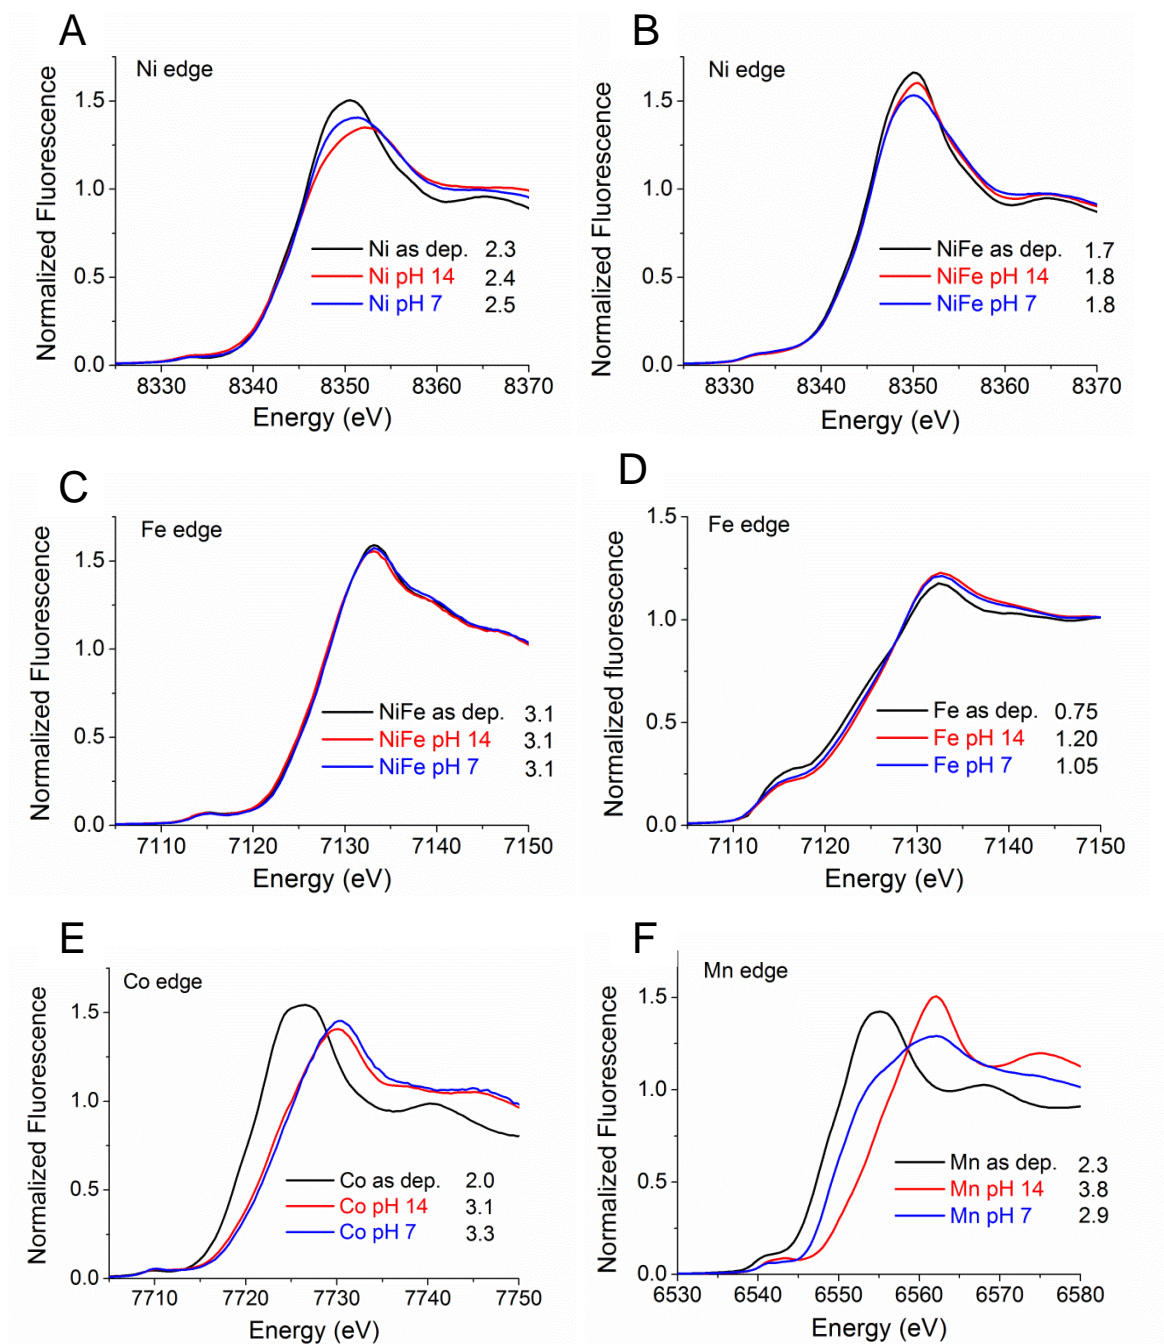 A
Ni edge
Normalized Fluorescence
1.5
1.0
0.5
0.0
Ni as dep. 2.3
Ni pH 14 2.4
Ni pH 7 2.5
8330 8340 8350 8360 8370
Energy (eV)
B
Ni edge
Normalized Fluorescence
1.5
1.0
0.5
0.0
NiFe as dep. 1.7
NiFe pH 14 1.8
NiFe pH 7 1.8
8330 8340 8350 8360 8370
Energy (eV)
C
Fe edge
Normalized Fluorescence
1.5
1.0
0.5
0.0
NiFe as dep. 3.1
NiFe pH 14 3.1
NiFe pH 7 3.1
7110 7120 7130 7140 7150
Energy (eV)
D
Fe edge
Normalized fluorescence
1.5
1.0
0.5
0.0
Fe as dep. 0.75
Fe pH 14 1.20
Fe pH 7 1.05
7110 7120 7130 7140 7150
Energy (eV)
E
Co edge
Normalized Fluorescence
1.5
1.0
0.5
0.0
Co as dep. 2.0
Co pH 14 3.1
Co pH 7 3.3
7710 7720 7730 7740 7750
Energy (eV)
F
Mn edge
Normalized Fluorescence
1.5
1.0
0.5
0.0
Mn as dep. 2.3
Mn pH 14 3.8
Mn pH 7 2.9
6530 6540 6550 6560 6570 6580
Energy (eV)